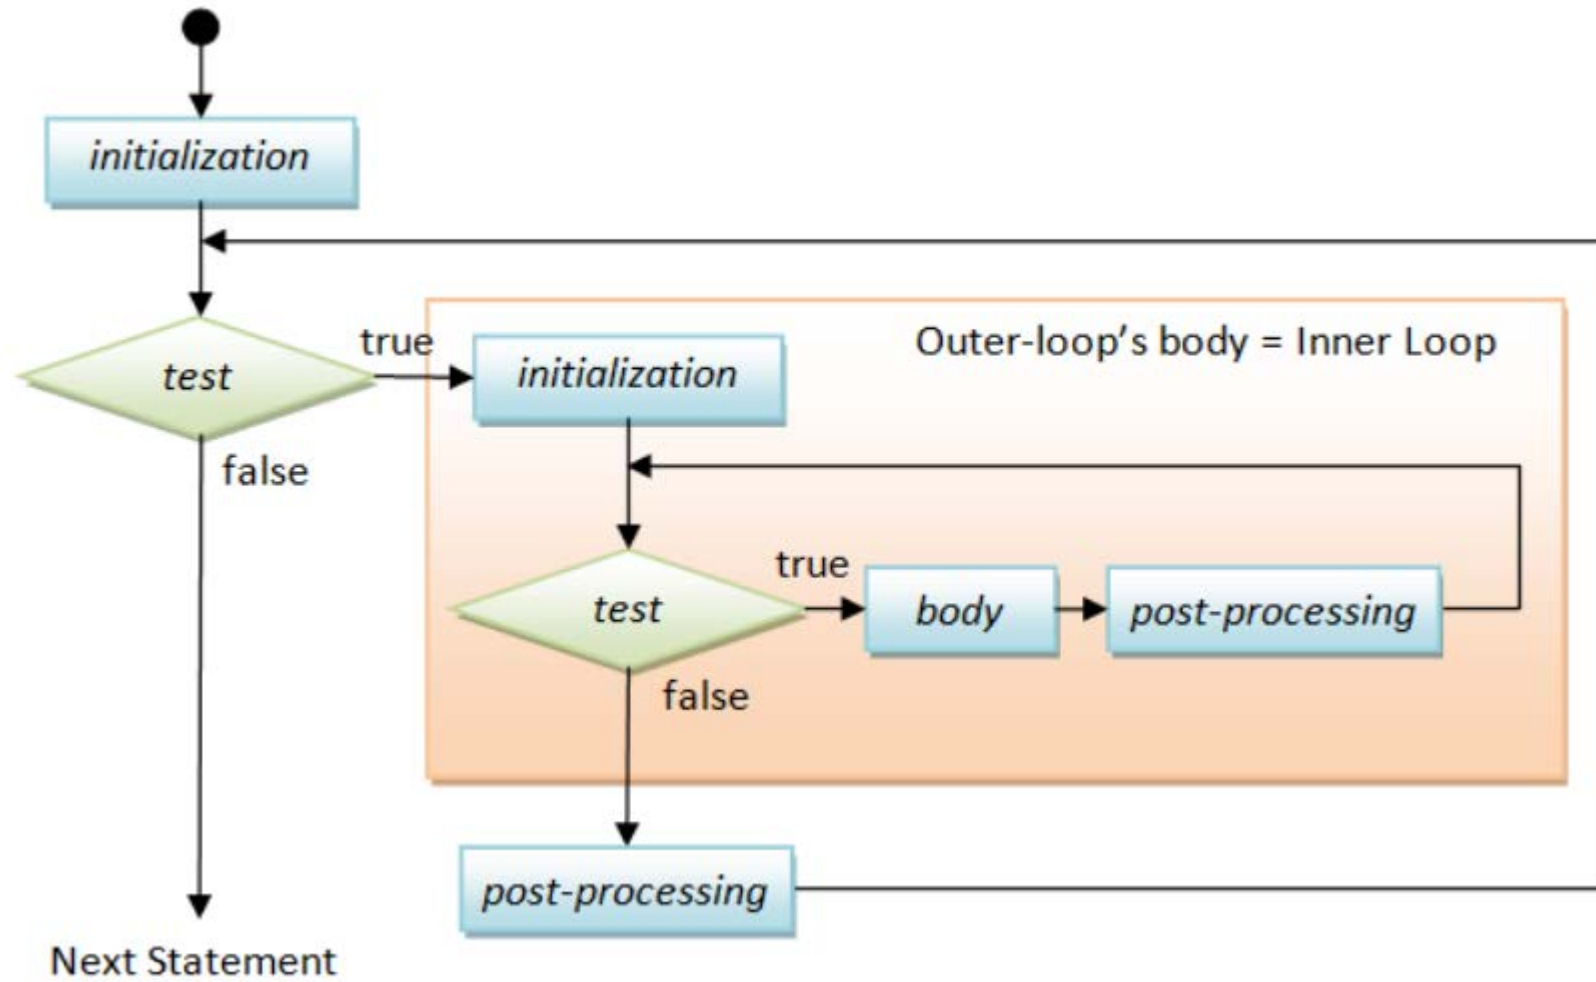 initialization
true
Outer-loop's body = Inner Loop
initialization
test
false
true
test
body
post-processing
false
post-processing
Next Statement